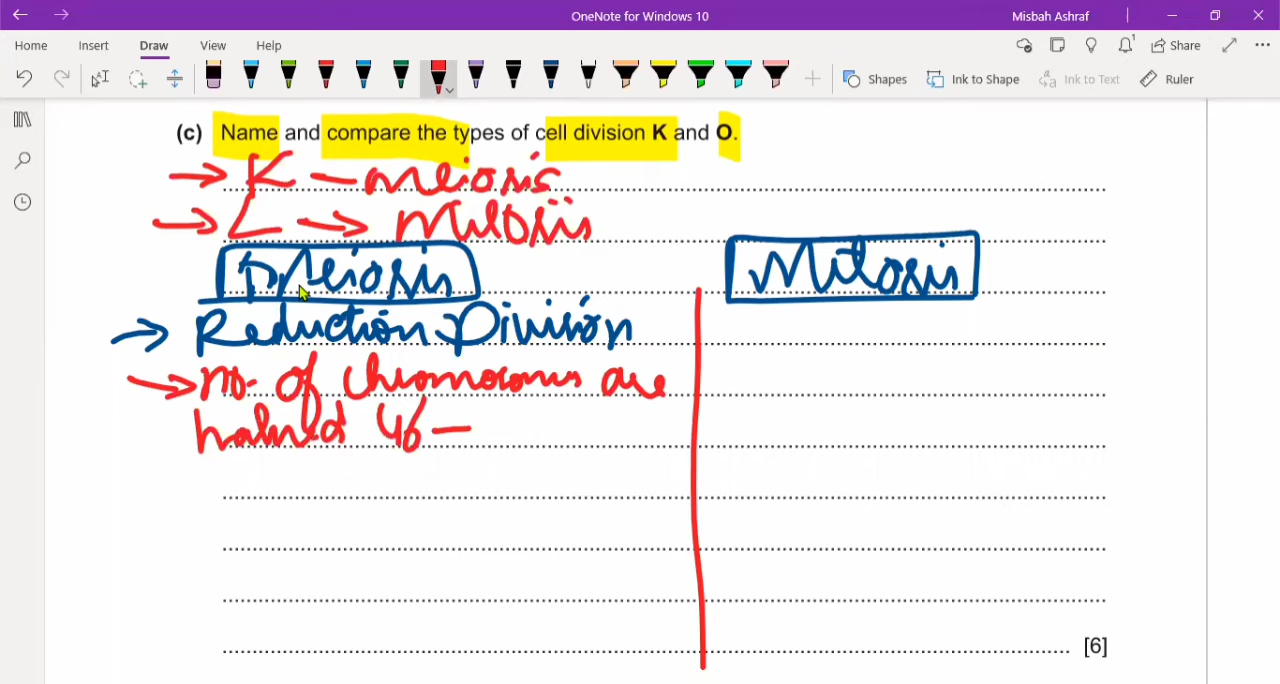 OneNote for Windows 10
Misbah Ashraf
Home Insert Draw View Help
Share
Shapes Ink to Shape Ink to Text Ruler
(c) Name and compare the types of cell division K and O.
→ K – meiosis
→ L → Mitosis
Meiosis
Mitosis
→ Reduction Division
→ no. of chromosomes are
halved 46 –
[6]